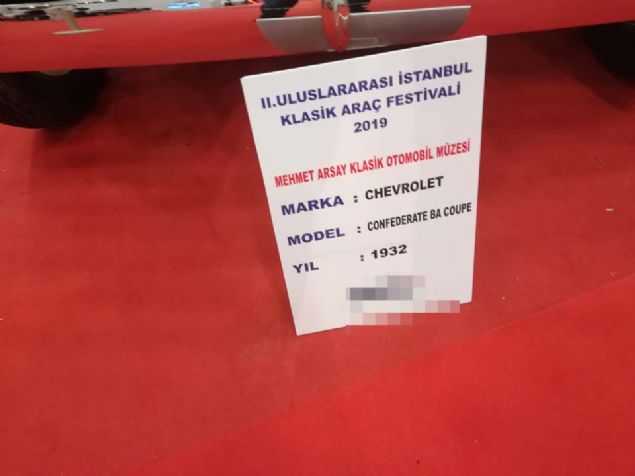 II.ULUSLARARASI İSTANBUL
KLASİK ARAÇ FESTİVALİ
2019
MEHMET ARSAY KLASİK OTOMOBİL MÜZESİ
MARKA : CHEVROLET
MODEL : CONFEDERATE BA COUPE
YIL : 1932